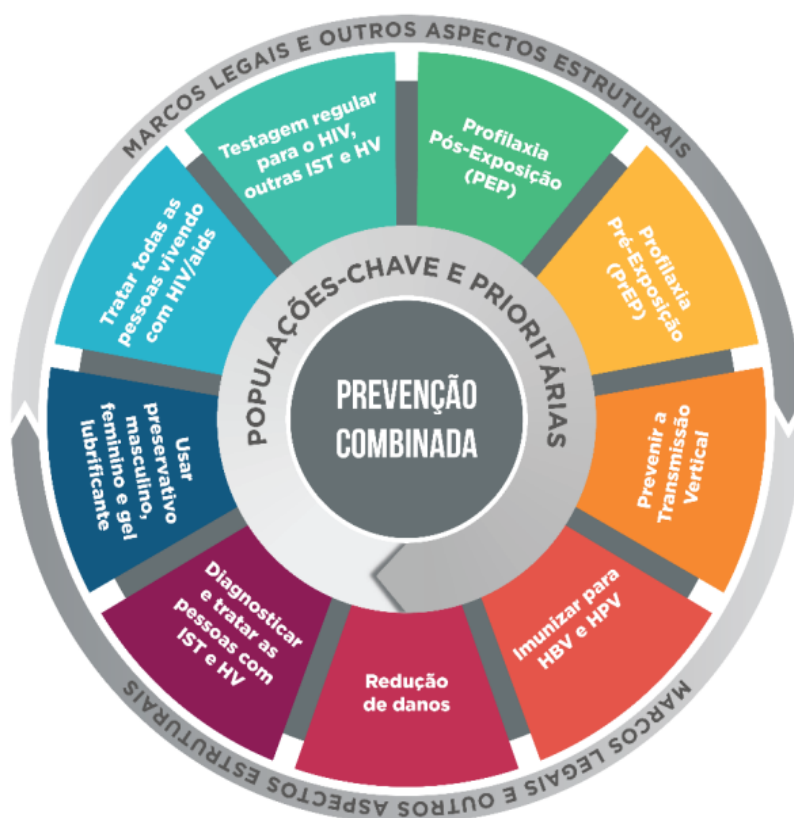 MARCOS LEGAIS E OUTROS ASPECTOS ESTRUTURAIS
Testagem regular
para o HIV,
outras IST e HV
Profilaxia
Pós-Exposição
(PEP)
Profilaxia
Pré-Exposição
(PrEP)
Prevenir a
Transmissão
Vertical
Imunizar para
HBV e HPV
Redução
de danos
Diagnosticar
e tratar as
pessoas com
IST e HV
Usar
preservativo
masculino,
feminino e gel
lubrificante
Tratar todas as
pessoas vivendo
com HIV/aids
POPULAÇÕES-CHAVE E PRIORITÁRIAS
PREVENÇÃO
COMBINADA
MARCOS LEGAIS E OUTROS ASPECTOS ESTRUTURAIS